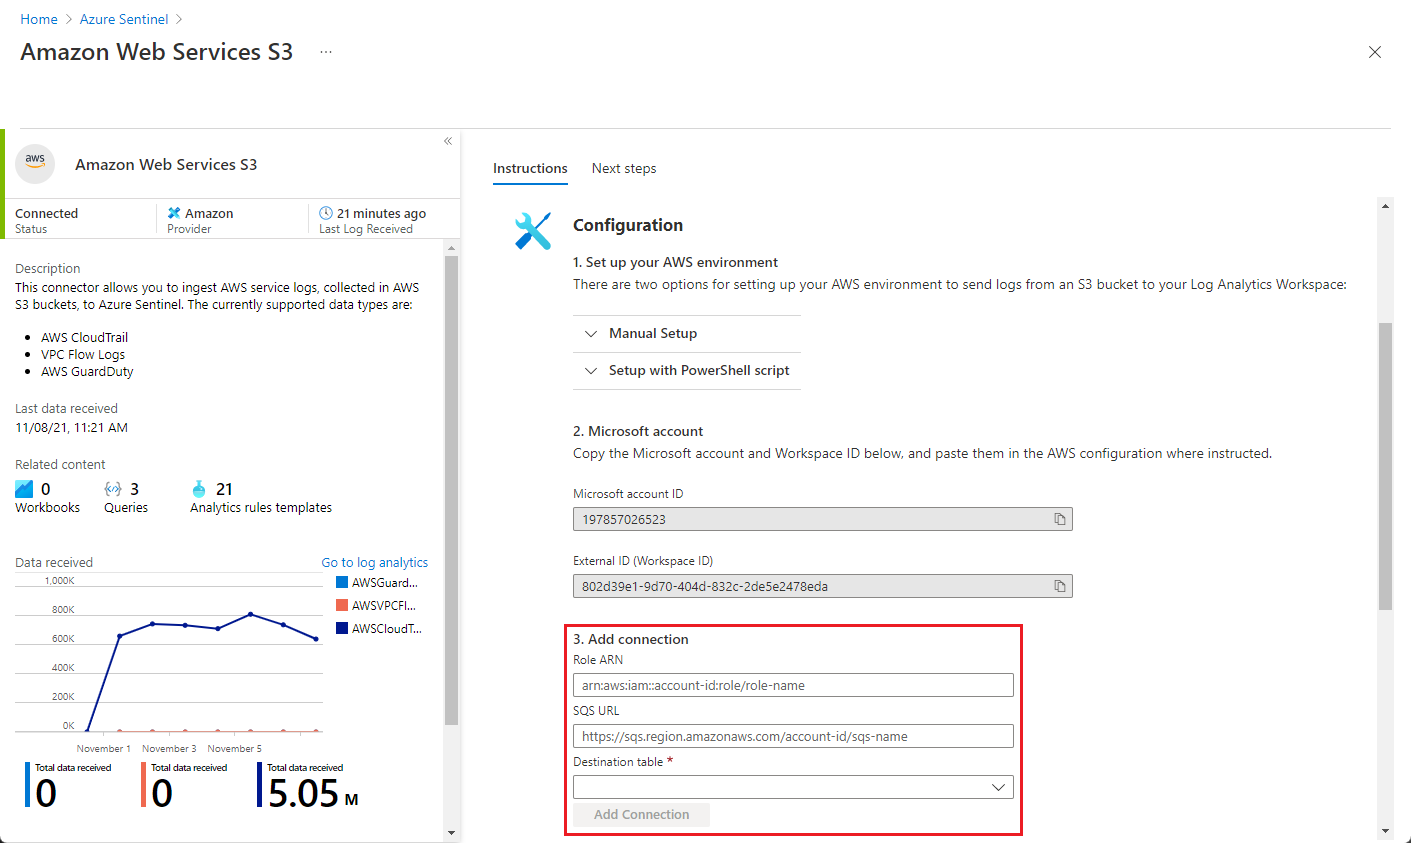 Home > Azure Sentinel >
Amazon Web Services S3 ...
«
aws
Amazon Web Services S3
Connected
Status
Amazon
Provider
21 minutes ago
Last Log Received
Description
This connector allows you to ingest AWS service logs, collected in AWS
S3 buckets, to Azure Sentinel. The currently supported data types are:
• AWS CloudTrail
• VPC Flow Logs
• AWS GuardDuty
Last data received
11/08/21, 11:21 AM
Related content
0
Workbooks
3
Queries
21
Analytics rules templates
Data received
Go to log analytics
1,000K
800K
600K
400K
200K
0K
November 1 November 3 November 5
AWSGuard...
AWSVPCFl...
AWSCloudT...
Total data received
0
Total data received
0
Total data received
5.05 M
Instructions Next steps
Configuration
1. Set up your AWS environment
There are two options for setting up your AWS environment to send logs from an S3 bucket to your Log Analytics Workspace:
Manual Setup
Setup with PowerShell script
2. Microsoft account
Copy the Microsoft account and Workspace ID below, and paste them in the AWS configuration where instructed.
Microsoft account ID
197857026523
External ID (Workspace ID)
802d39e1-9d70-404d-832c-2de5e2478eda
3. Add connection
Role ARN
arn:aws:iam::account-id:role/role-name
SQS URL
https://sqs.region.amazonaws.com/account-id/sqs-name
Destination table *
Add Connection